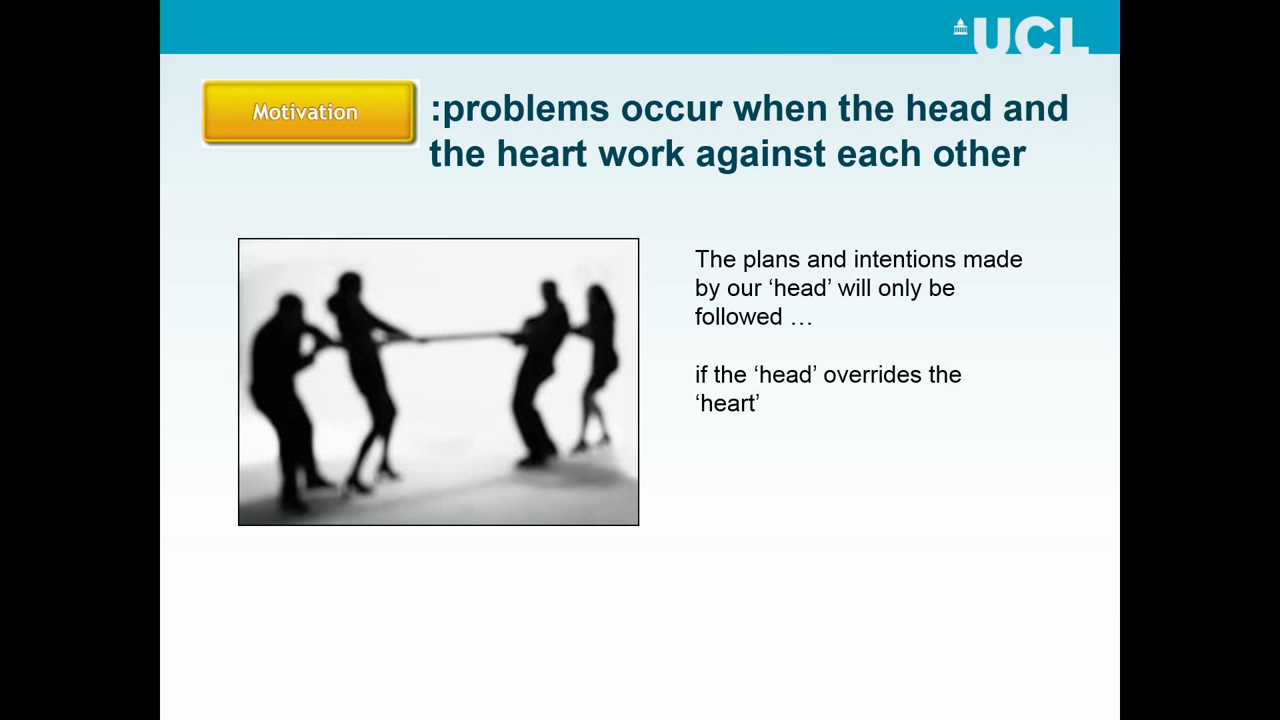 UCL
Motivation
:problems occur when the head and
the heart work against each other
The plans and intentions made
by our ‘head’ will only be
followed …
if the ‘head’ overrides the
‘heart’